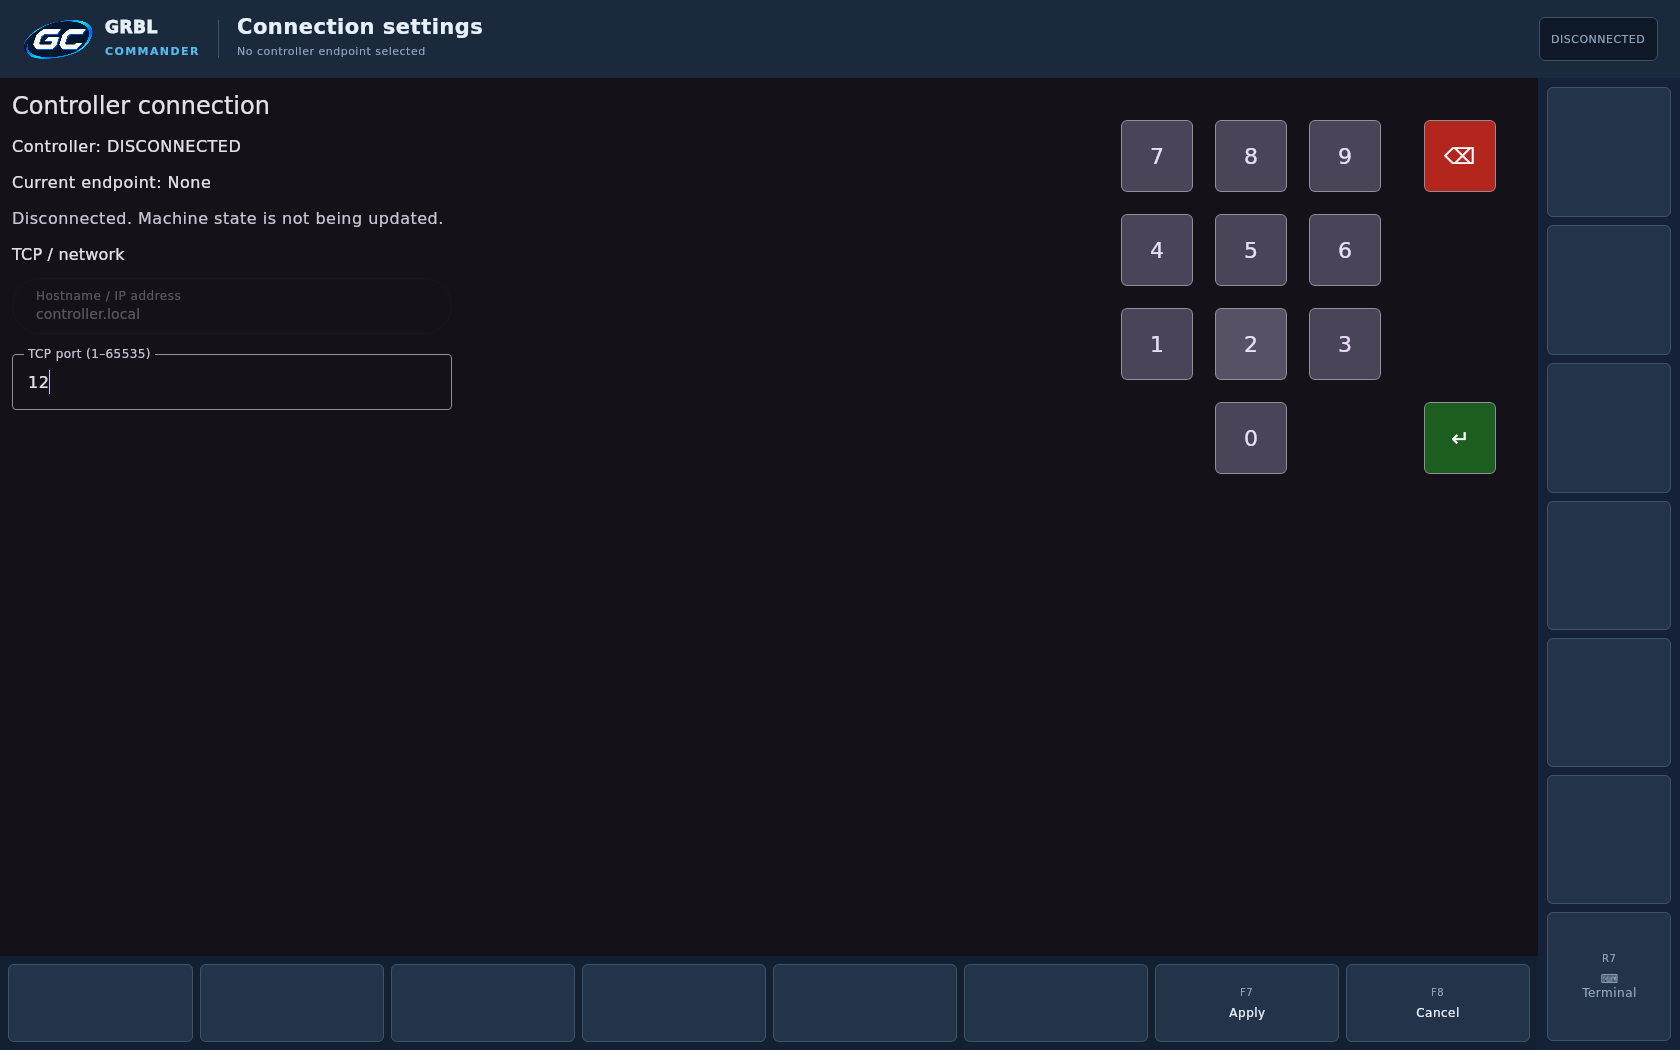 GC
GRBL
COMMANDER
Connection settings
No controller endpoint selected
DISCONNECTED
Controller connection
Controller: DISCONNECTED
Current endpoint: None
Disconnected. Machine state is not being updated.
TCP / network
Hostname / IP address
controller.local
TCP port (1–65535)
12
7 8 9 ⌫
4 5 6
1 2 3
0 ↵
R7
⌨
Terminal
F7
Apply
F8
Cancel